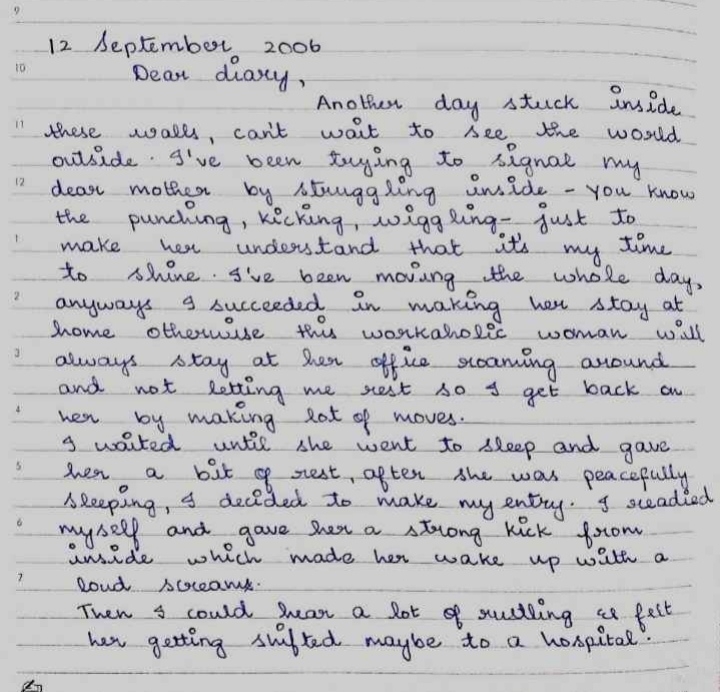 9
12 September 2006
10
Dear diary,
Another day stuck inside
11
these walls, can't wait to see the world
outside. I've been trying to signal my
12
dear mother by struggling inside - you know
the punching, kicking, wiggling- just to
1
make her understand that it's my time
to shine. I've been moving the whole day,
2
anyways I succeeded in making her stay at
home otherwise this workaholic woman will
3
always stay at her office roaming around
and not letting me rest so I get back on
4
her by making lot of moves.
I waited until she went to sleep and gave
5
her a bit of rest, after she was peacefully
sleeping, I decided to make my entry. I readied
6
myself and gave her a strong kick from
inside which made her wake up with a
7
loud screams.
Then I could hear a lot of rustling & felt
her getting shifted maybe to a hospital.